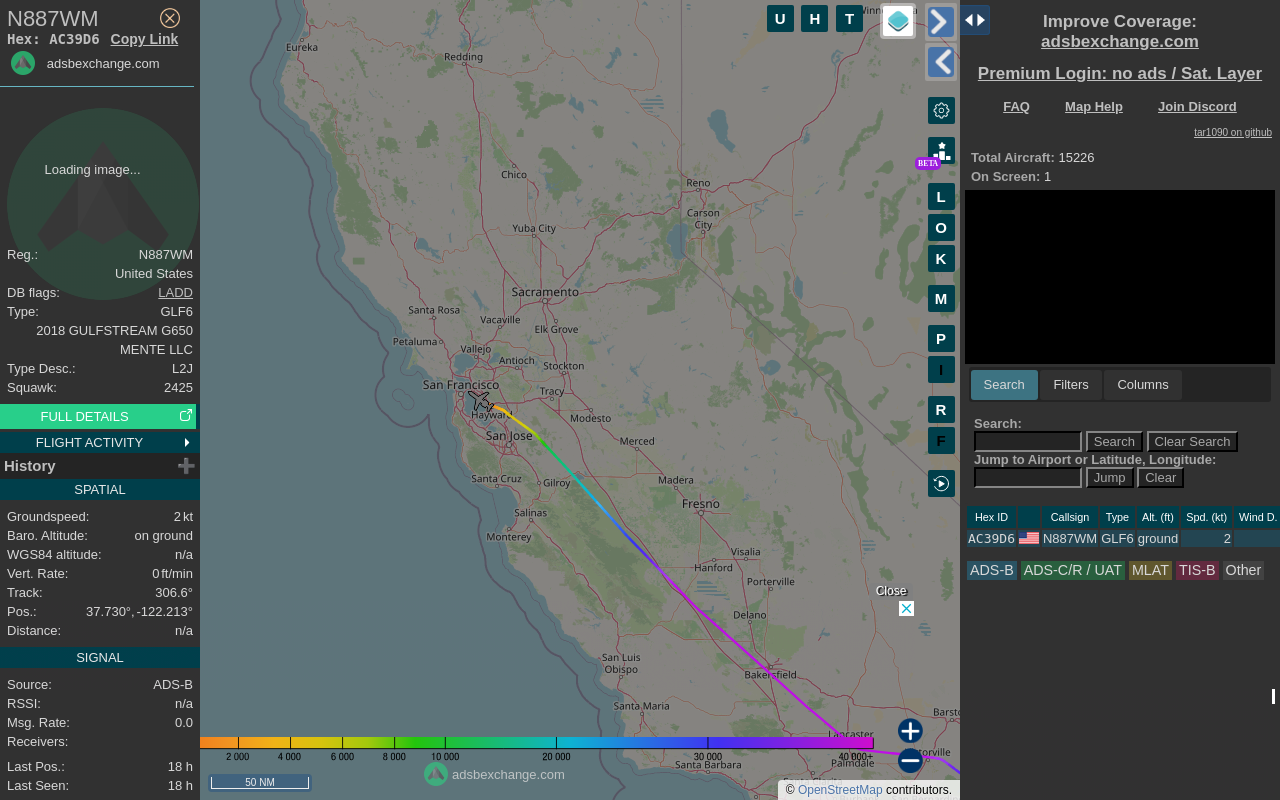 N887WM
Hex: AC39D6 Copy Link
adsbexchange.com
Loading image...
Reg.: N887WM
United States
DB flags: LADD
Type: GLF6
2018 GULFSTREAM G650
MENTE LLC
Type Desc.: L2J
Squawk: 2425
FULL DETAILS
FLIGHT ACTIVITY
History
SPATIAL
Groundspeed: 2 kt
Baro. Altitude: on ground
WGS84 altitude: n/a
Vert. Rate: 0 ft/min
Track: 306.6°
Pos.: 37.730°, -122.213°
Distance: n/a
SIGNAL
Source: ADS-B
RSSI: n/a
Msg. Rate: 0.0
Receivers:
Last Pos.: 18 h
Last Seen: 18 h
U H T
Eureka
Redding
Chico
Reno
Carson
City
Yuba City
Sacramento
Santa Rosa
Vacaville
Elk Grove
Petaluma
Vallejo
Antioch
Stockton
San Francisco
Tracy
Hayward
Modesto
San Jose
Merced
Santa Cruz
Gilroy
Madera
Salinas
Fresno
Monterey
Visalia
Hanford
Porterville
Delano
San Luis
Obispo
Bakersfield
Santa Maria
Lancaster
Palmdale
Santa Barbara
BETA
L
O
K
M
P
I
R
F
Close
2 000 4 000 6 000 8 000 10 000 20 000 30 000 40 000+
50 NM
adsbexchange.com
© OpenStreetMap contributors.
Improve Coverage:
adsbexchange.com
Premium Login: no ads / Sat. Layer
FAQ Map Help Join Discord
tar1090 on github
Total Aircraft: 15226
On Screen: 1
Search Filters Columns
Search:
Search Clear Search
Jump to Airport or Latitude, Longitude:
Jump Clear
Hex ID Callsign Type Alt. (ft) Spd. (kt) Wind D.
AC39D6 N887WM GLF6 ground 2
ADS-B ADS-C/R / UAT MLAT TIS-B Other